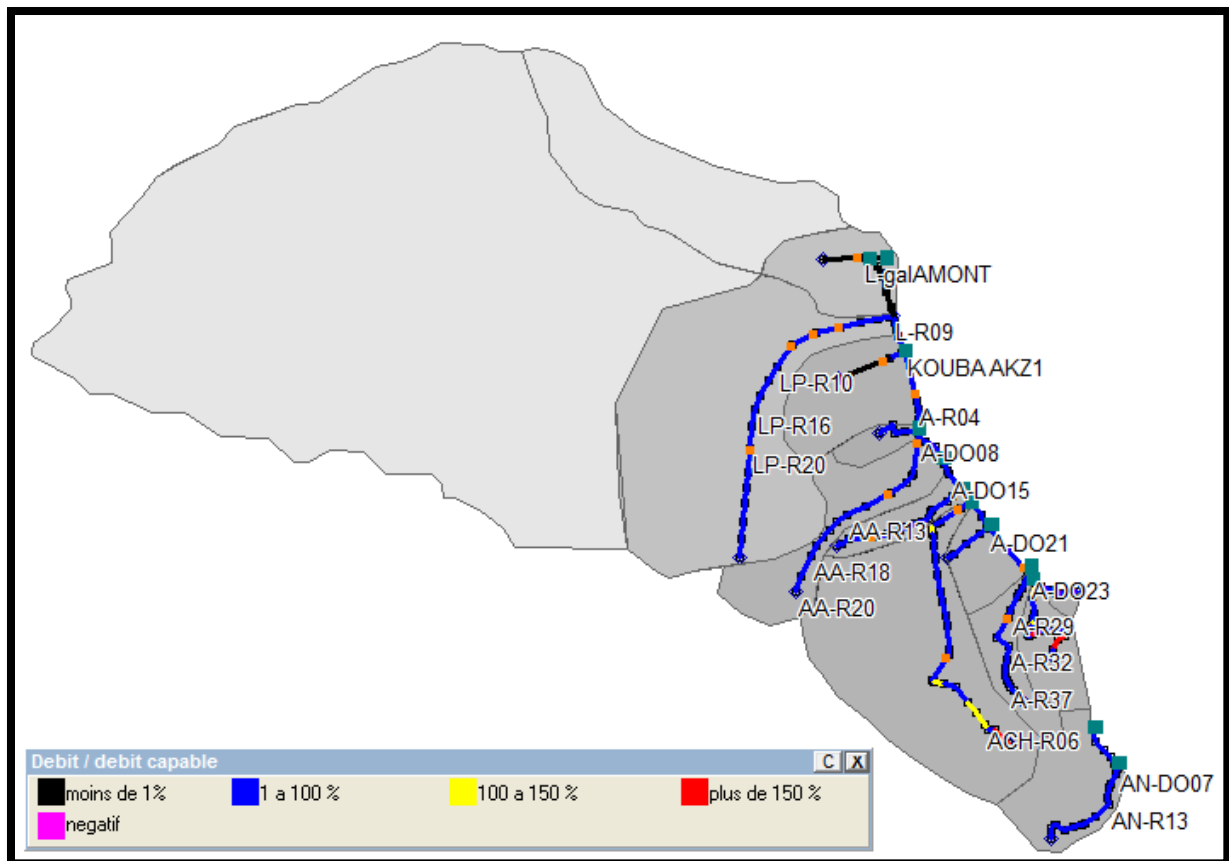 L-galAMONT
L-R09
KOUBA AKZ1
LP-R10
A-R04
LP-R16
A-DO08
LP-R20
A-DO15
AA-R13
A-DO21
AA-R18
A-DO23
AA-R20
A-R29
A-R32
A-R37
ACH-R06
AN-DO07
AN-R13
Debit / debit capable
C X
moins de 1% 1 a 100 % 100 a 150 % plus de 150 %
negatif